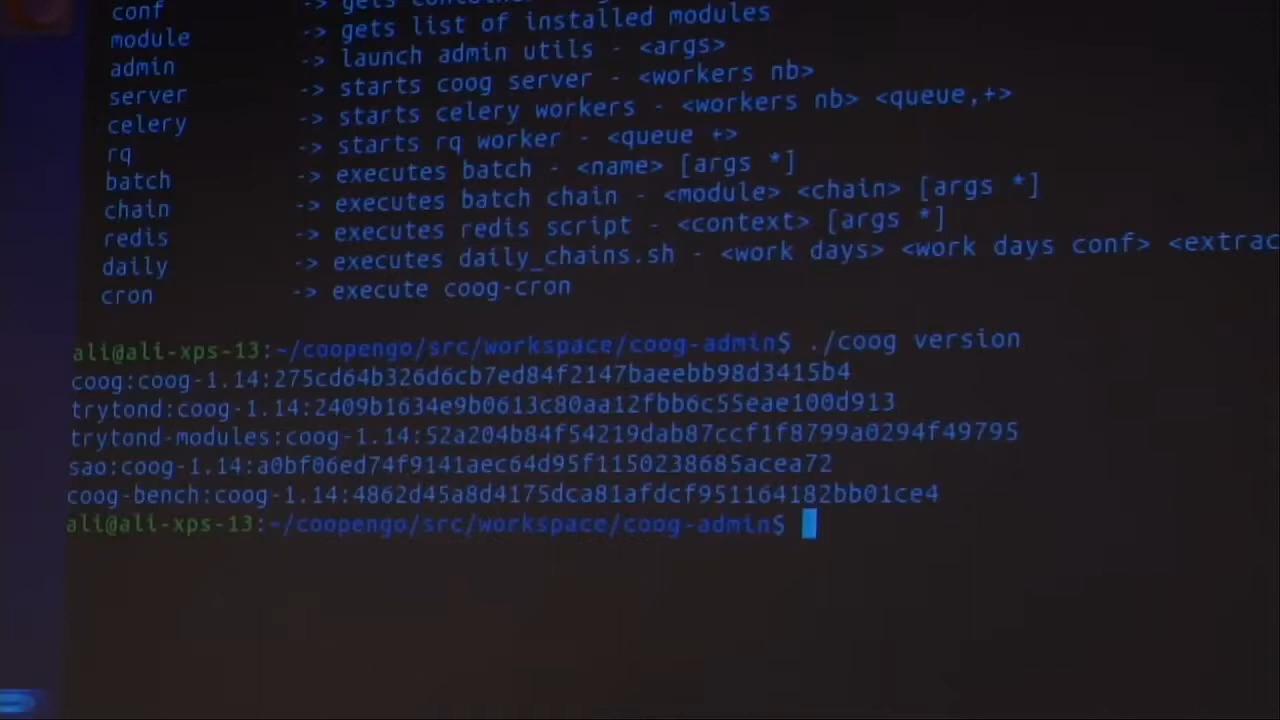 conf -> gets
module -> gets list of installed modules
admin -> launch admin utils - <args>
server -> starts coog server - <workers nb>
celery -> starts celery workers - <workers nb> <queue,+>
rq -> starts rq worker - <queue +>
batch -> executes batch - <name> [args *]
chain -> executes batch chain - <module> <chain> [args *]
redis -> executes redis script - <context> [args *]
daily -> executes daily_chains.sh - <work days> <work days conf> <extrac
cron -> execute coog-cron
ali@ali-xps-13:~/coopengo/src/workspace/coog-admin$ ./coog version
coog:coog-1.14:275cd64b326d6cb7ed84f2147baeebb98d3415b4
trytond:coog-1.14:2409b1634e9b0613c80aa12fbb6c55eae100d913
trytond-modules:coog-1.14:52a204b84f54219dab87ccf1f8799a0294f49795
sao:coog-1.14:a0bf06ed74f9141aec64d95f1150238685acea72
coog-bench:coog-1.14:4862d45a8d4175dca81afdcf951164182bb01ce4
ali@ali-xps-13:~/coopengo/src/workspace/coog-admin$